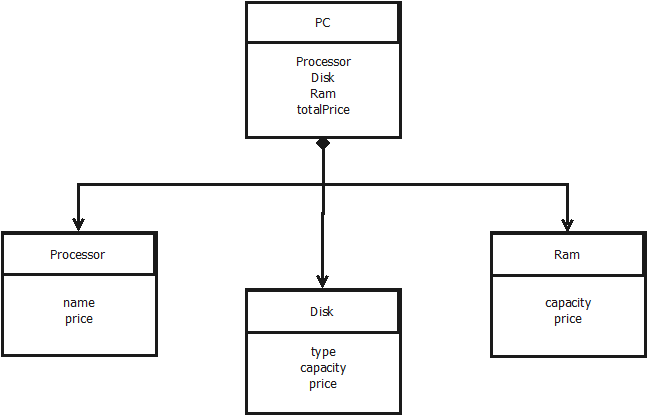 PC
Processor
Disk
Ram
totalPrice
Processor
name
price
Disk
type
capacity
price
Ram
capacity
price